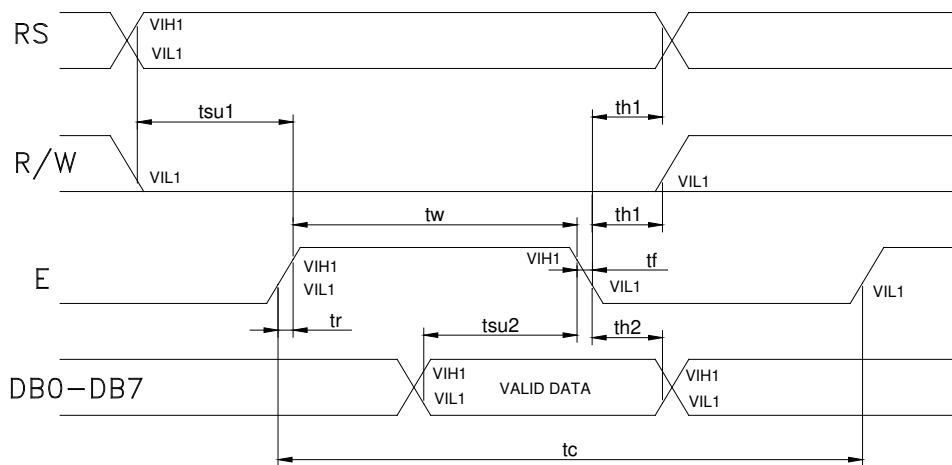 RS
VIH1
VIL1
tsu1
th1
R/W
VIL1
VIL1
tw
th1
E
VIH1
VIL1
VIH1
tf
VIL1
VIL1
tr
tsu2
th2
DB0-DB7
VIH1
VIL1
VALID DATA
VIH1
VIL1
tc